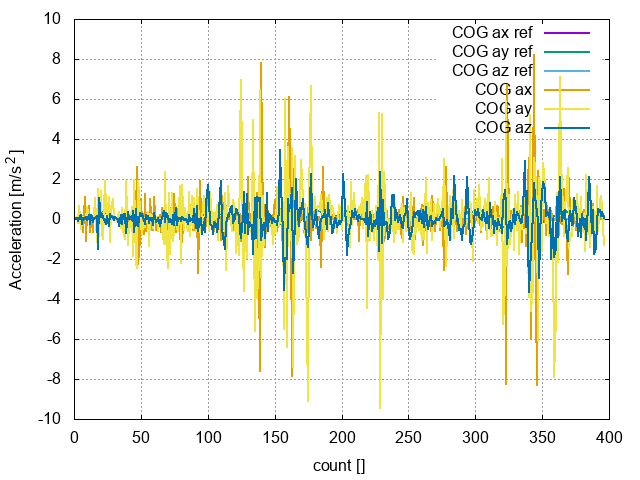 10
8
6
4
2
0
-2
-4
-6
-8
-10
0 50 100 150 200 250 300 350 400
Acceleration [m/s²]
count []
COG ax ref
COG ay ref
COG az ref
COG ax
COG ay
COG az